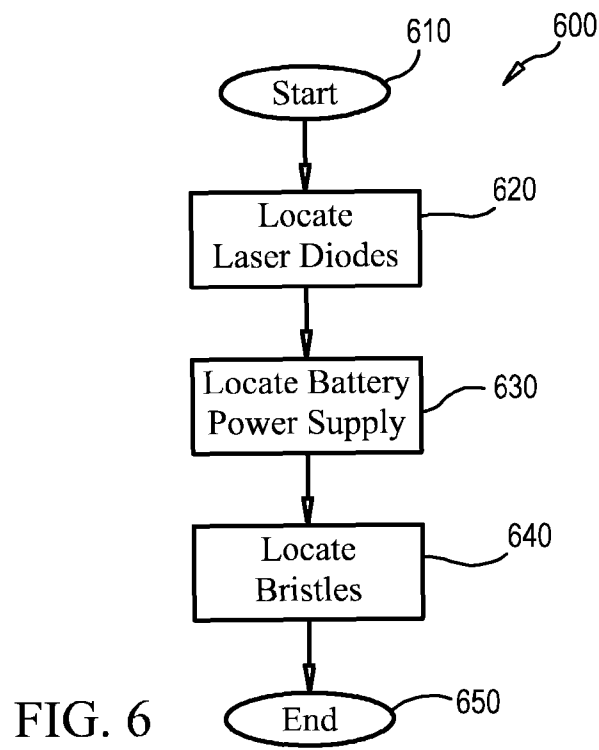 610
600
Start
620
Locate
Laser Diodes
Locate Battery
Power Supply
630
Locate
Bristles
640
End
650
FIG. 6